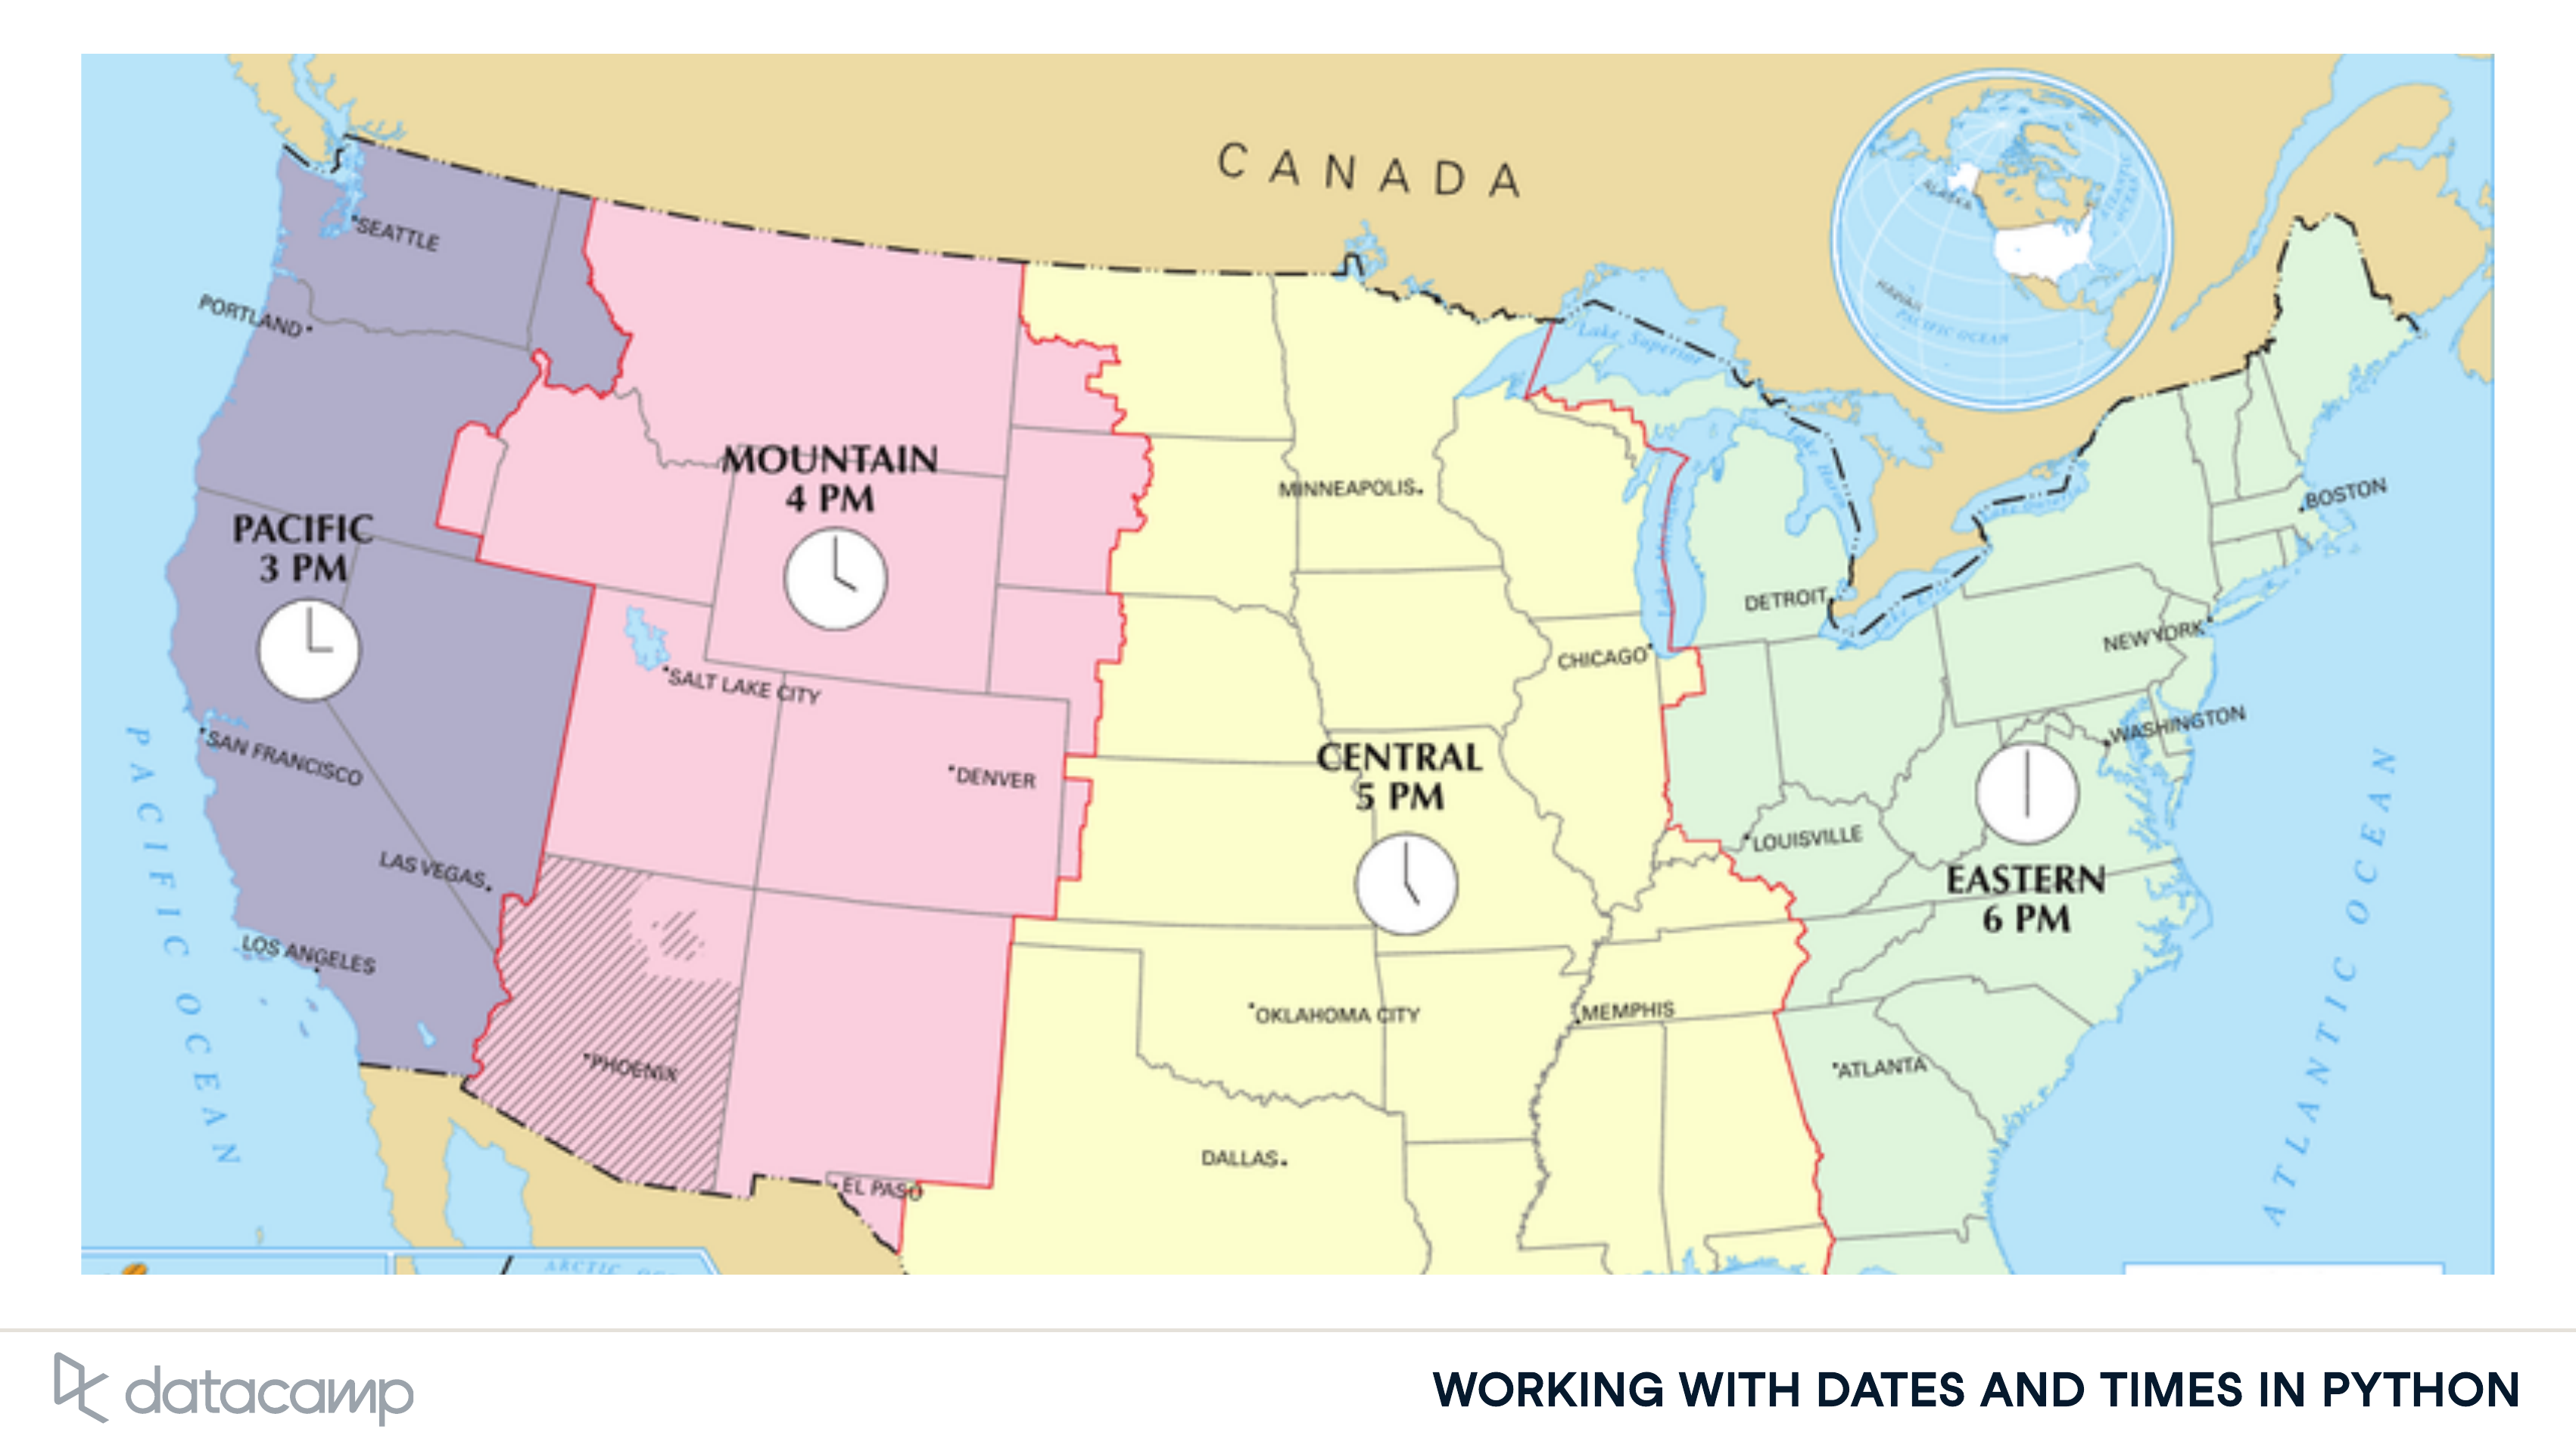 CANADA
ALASKA
ATLANTIC
OCEAN
HAWAII
PACIFIC OCEAN
SEATTLE
PORTLAND
Lake Superior
Lake Huron
MOUNTAIN
4 PM
MINNEAPOLIS
BOSTON
PACIFIC
3 PM
DETROIT
NEW YORK
CHICAGO
SALT LAKE CITY
WASHINGTON
SAN FRANCISCO
DENVER
CENTRAL
5 PM
LAS VEGAS
LOUISVILLE
EASTERN
6 PM
LOS ANGELES
PACIFIC OCEAN
ATLANTIC OCEAN
OKLAHOMA CITY
MEMPHIS
PHOENIX
ATLANTA
DALLAS
EL PASO
ARCTIC
datacamp
WORKING WITH DATES AND TIMES IN PYTHON